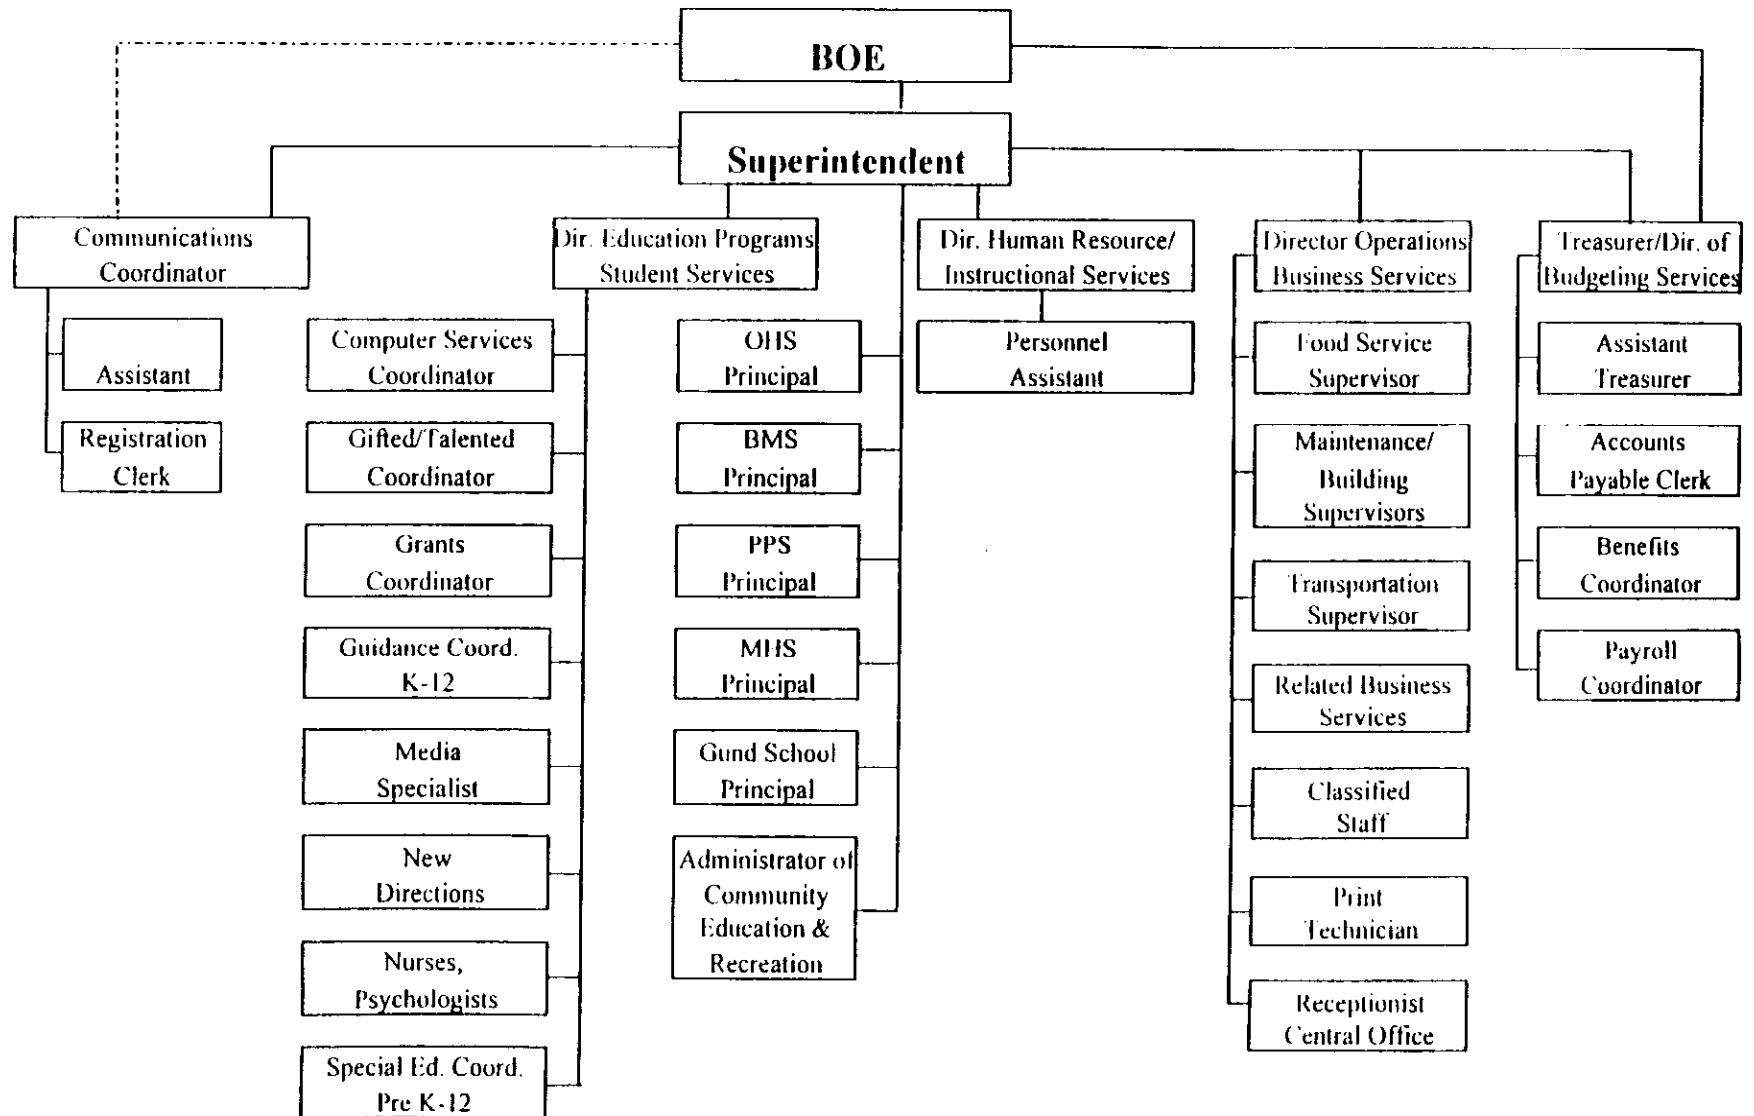 BOE
Superintendent
Communications
Coordinator
Assistant
Registration
Clerk
Dir. Education Programs
Student Services
Computer Services
Coordinator
Gifted/Talented
Coordinator
Grants
Coordinator
Guidance Coord.
K-12
Media
Specialist
New
Directions
Nurses,
Psychologists
Special Ed. Coord.
Pre K-12
OHS
Principal
BMS
Principal
PPS
Principal
MHS
Principal
Gund School
Principal
Administrator of
Community
Education &
Recreation
Dir. Human Resource/
Instructional Services
Personnel
Assistant
Director Operations
Business Services
Food Service
Supervisor
Maintenance/
Building
Supervisors
Transportation
Supervisor
Related Business
Services
Classified
Staff
Print
Technician
Receptionist
Central Office
Treasurer/Dir. of
Budgeting Services
Assistant
Treasurer
Accounts
Payable Clerk
Benefits
Coordinator
Payroll
Coordinator